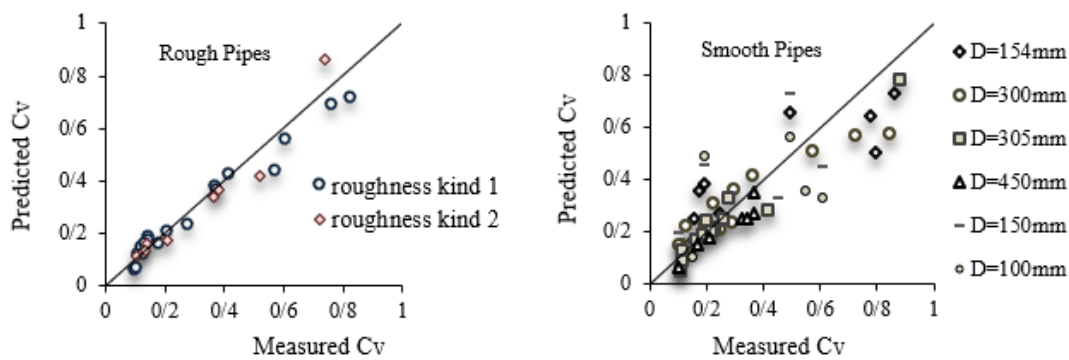 Rough Pipes
1
0/8
0/6
0/4
0/2
0
0
0/2
0/4
0/6
0/8
1
Predicted Cv
Measured Cv
roughness kind 1
roughness kind 2
Smooth Pipes
1
0/8
0/6
0/4
0/2
0
0
0/2
0/4
0/6
0/8
1
Predicted Cv
Measured Cv
D=154mm
D=300mm
D=305mm
D=450mm
D=150mm
D=100mm